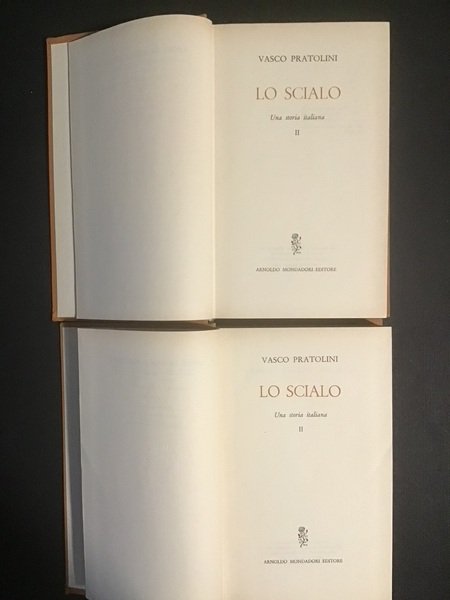 VASCO PRATOLINI
LO SCIALO
Una storia italiana
II
ARNOLDO MONDADORI EDITORE
VASCO PRATOLINI
LO SCIALO
Una storia italiana
II
ARNOLDO MONDADORI EDITORE